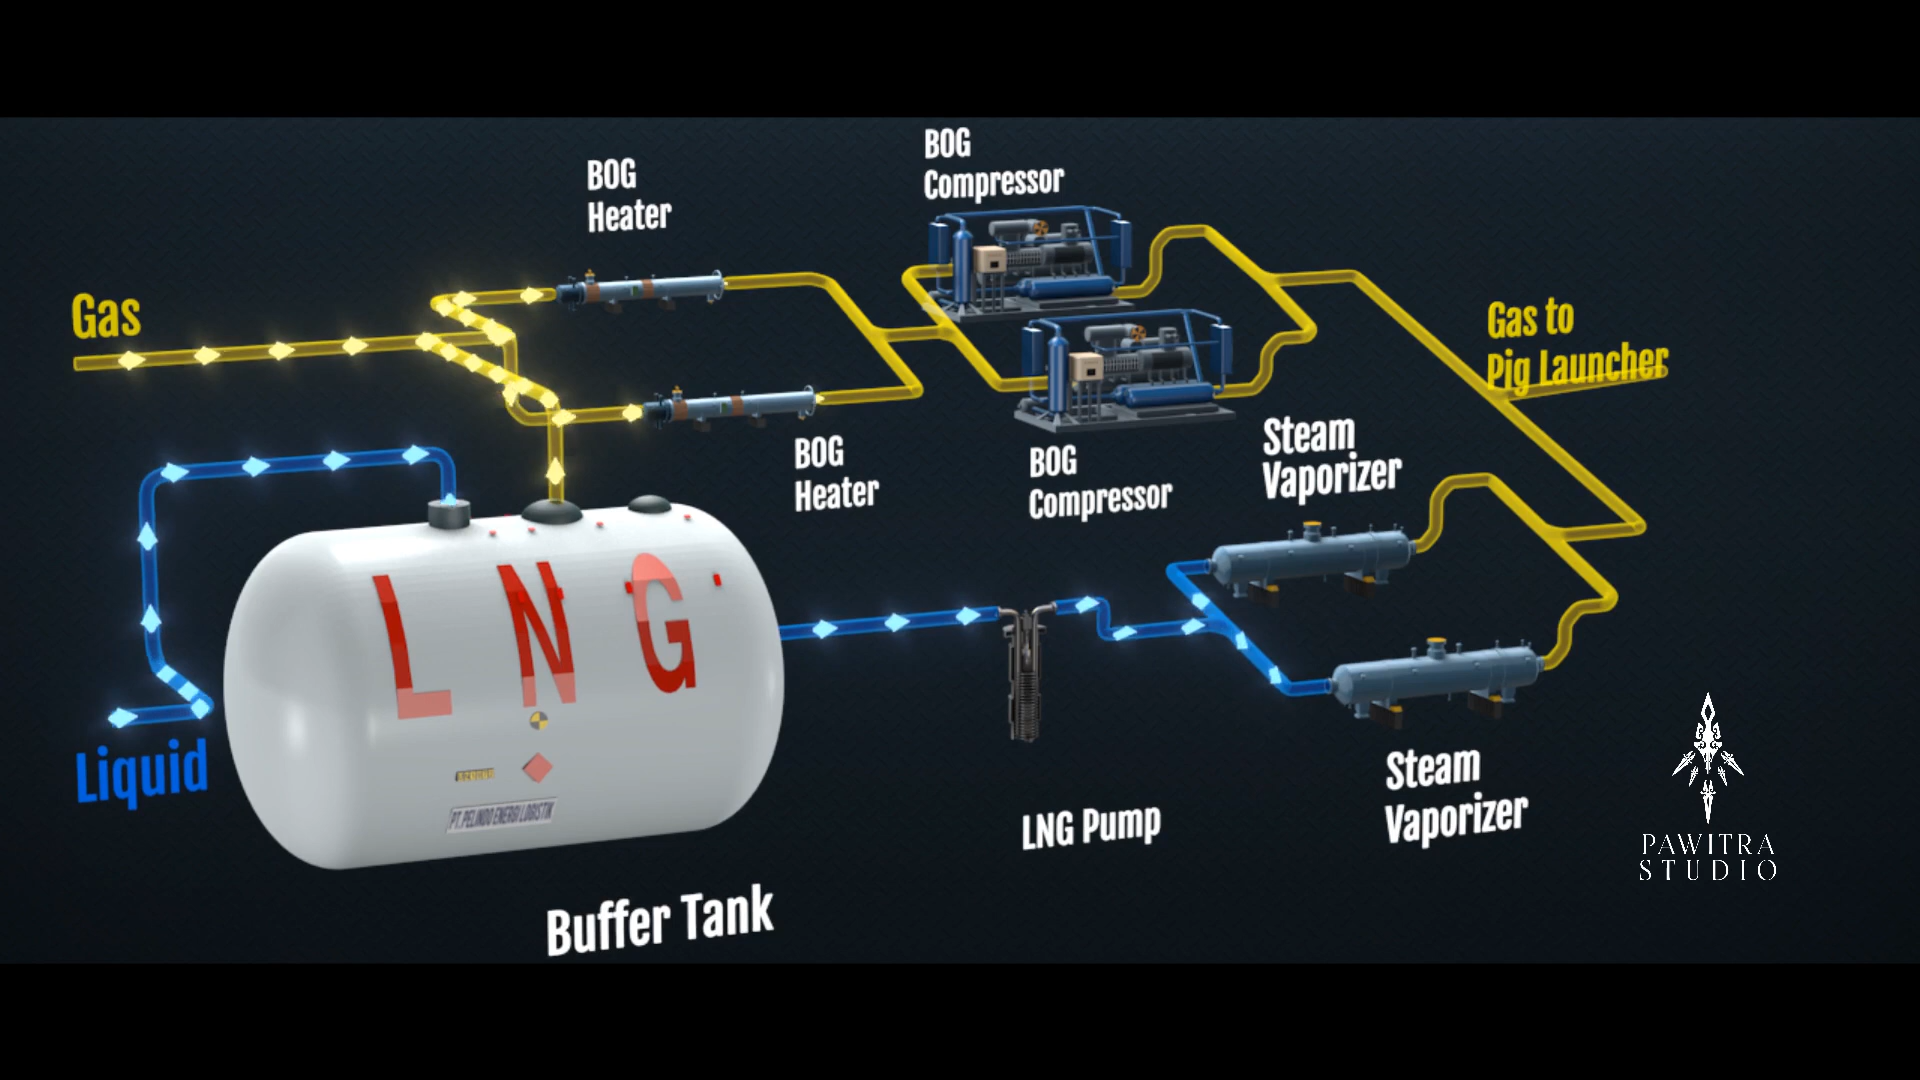 BOG
Compressor
BOG
Heater
Gas
Gas to
Pig Launcher
Steam
Vaporizer
BOG
Heater
BOG
Compressor
LNG
Liquid
PT. PELINDO ENERGI LOGISTIK
Steam
Vaporizer
LNG Pump
Buffer Tank
PAWITRA
STUDIO